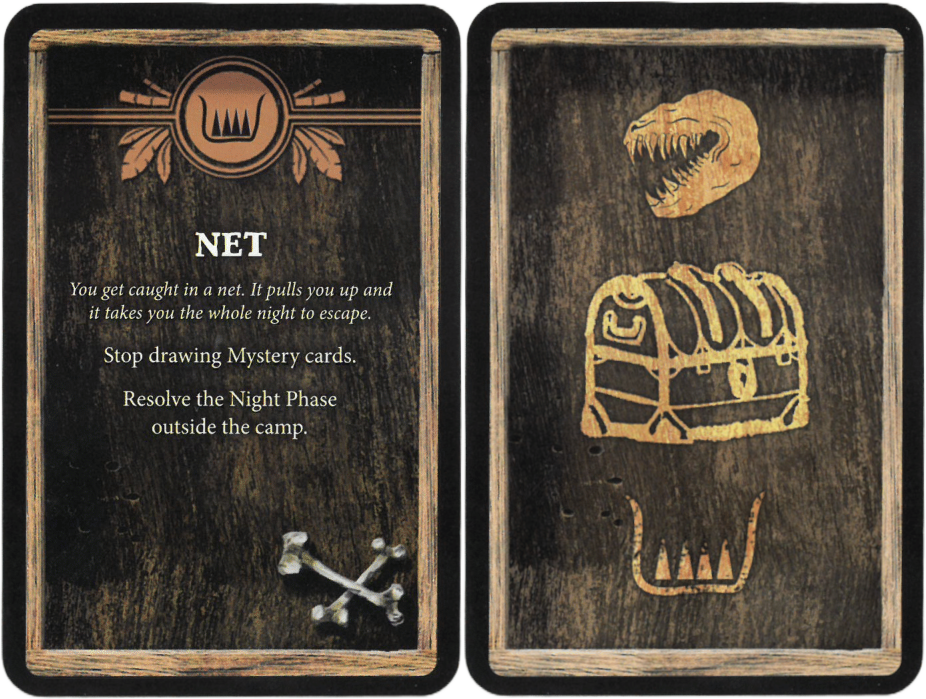 NET
You get caught in a net. It pulls you up and
it takes you the whole night to escape.
Stop drawing Mystery cards.
Resolve the Night Phase
outside the camp.